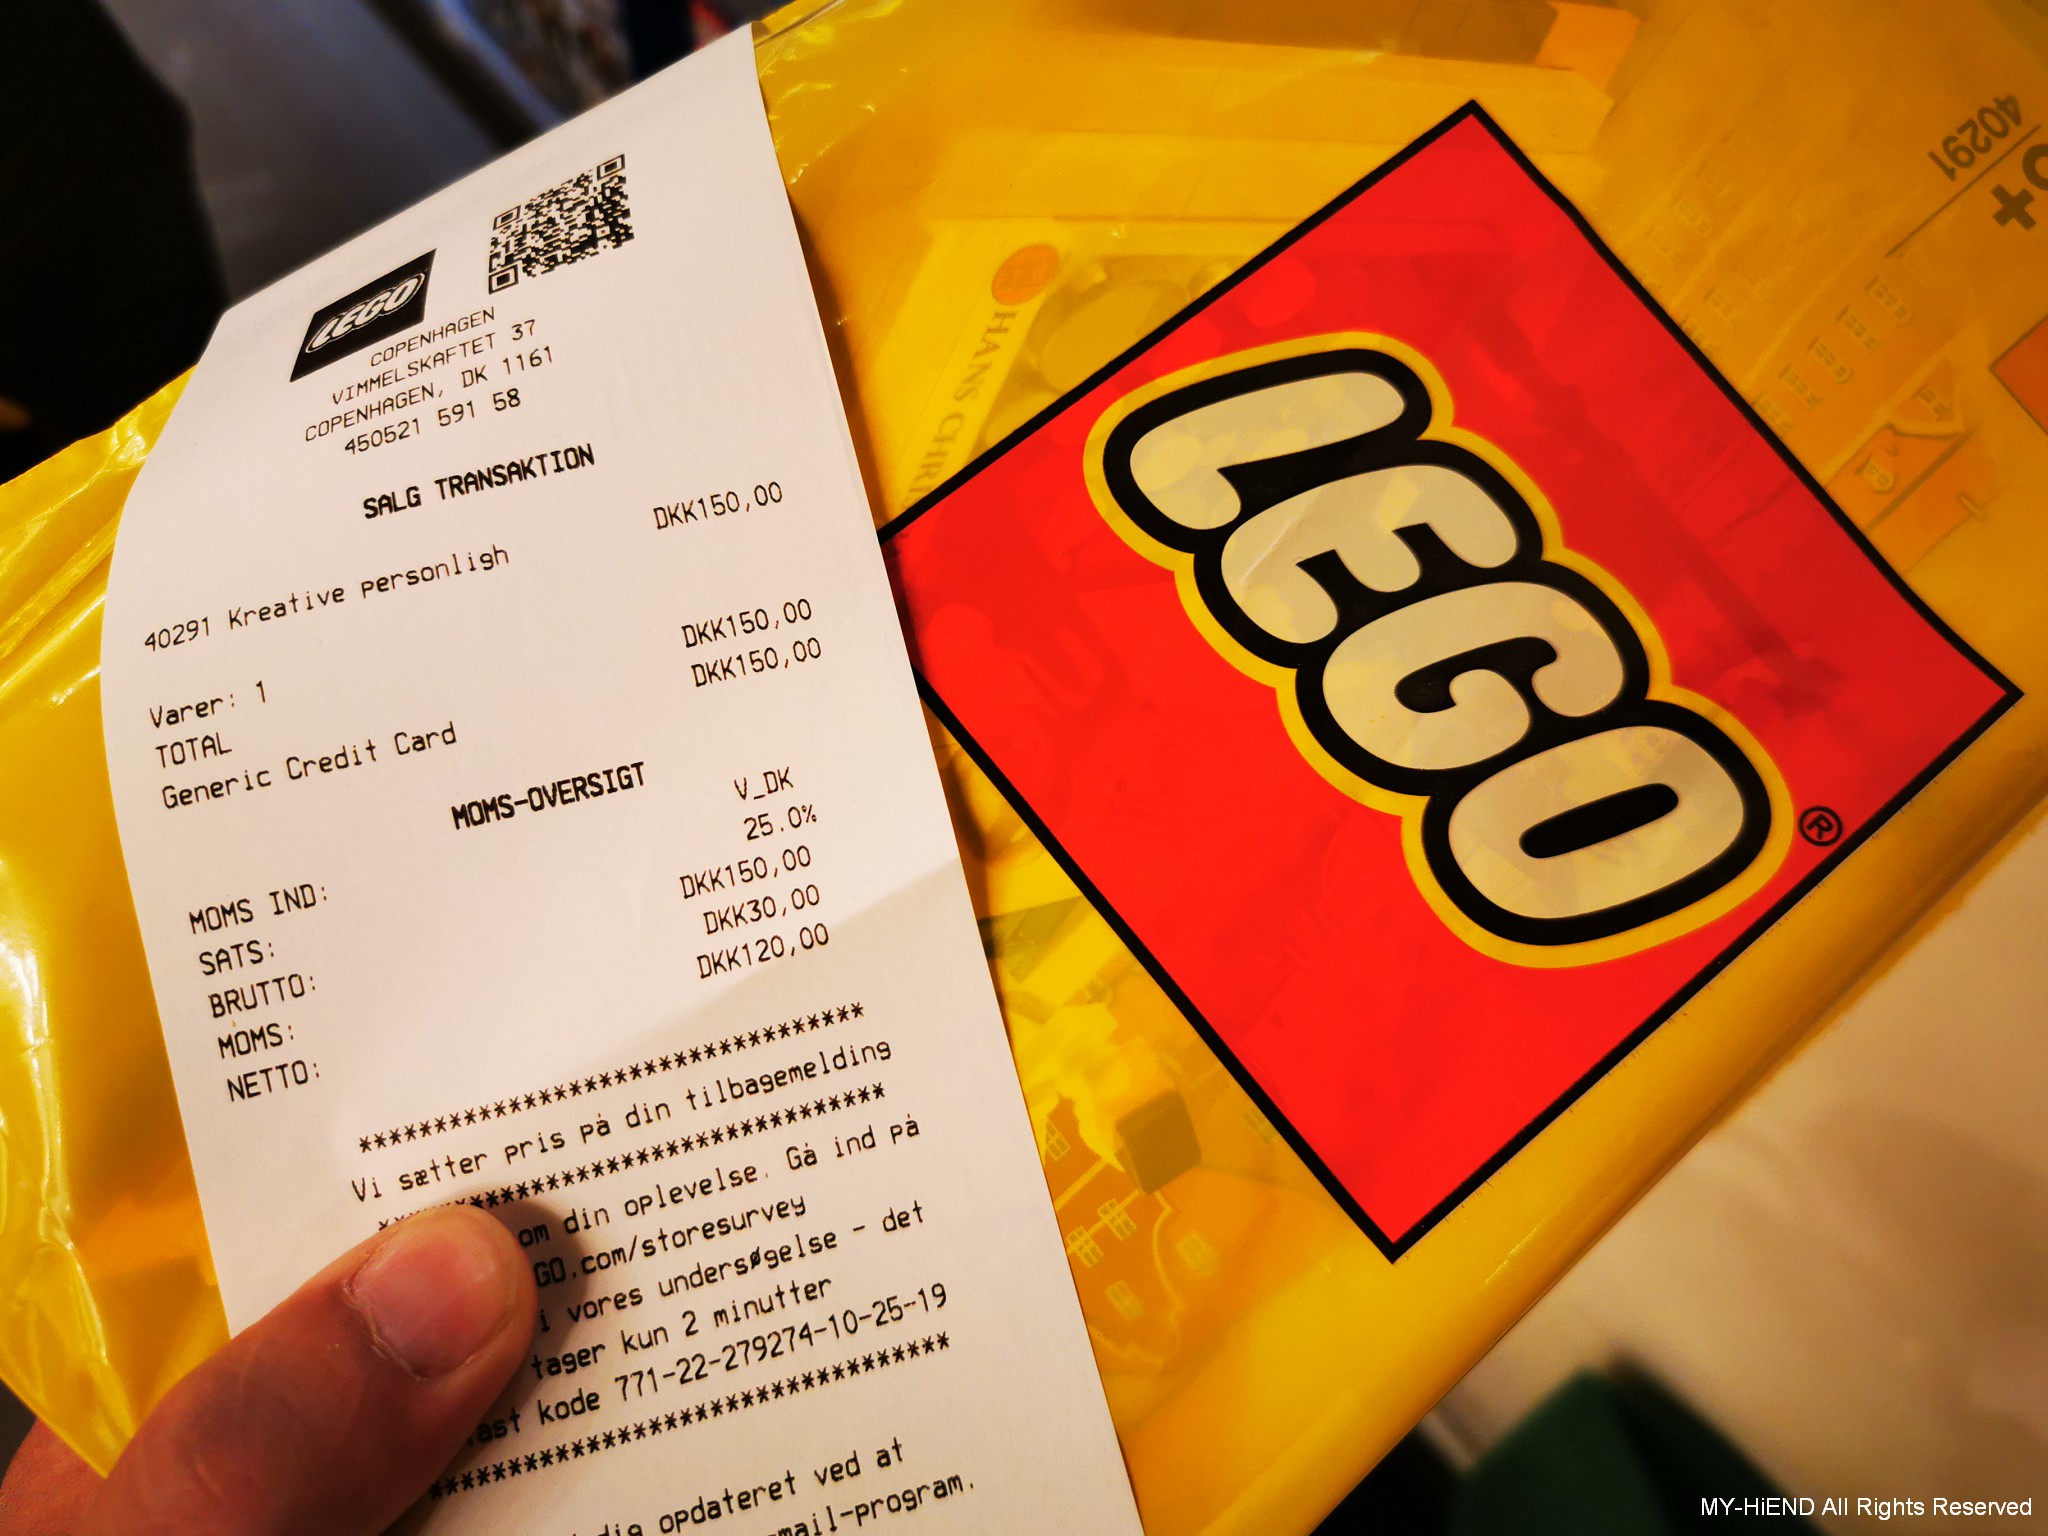 LEGO
COPENHAGEN
VIMMELSKAFTET 37
COPENHAGEN, DK 1161
450521 591 58
SALG TRANSAKTION
40291 Kreative personligh DKK150,00
Varer: 1 DKK150,00
TOTAL DKK150,00
Generic Credit Card
MOMS-OVERSIGT
MOMS IND: V_DK
SATS: 25.0%
BRUTTO: DKK150,00
MOMS: DKK30,00
NETTO: DKK120,00
***********************************
Vi sætter pris på din tilbagemelding
***********************************
om din oplevelse. Gå ind på
GO.com/storesurvey
i vores undersøgelse - det
tager kun 2 minutter
tast kode 771-22-279274-10-25-19
***********************************
opdateret ved at
mail-program.
LEGO
®
HANS CHRI
40291
+
MY-HiEND All Rights Reserved